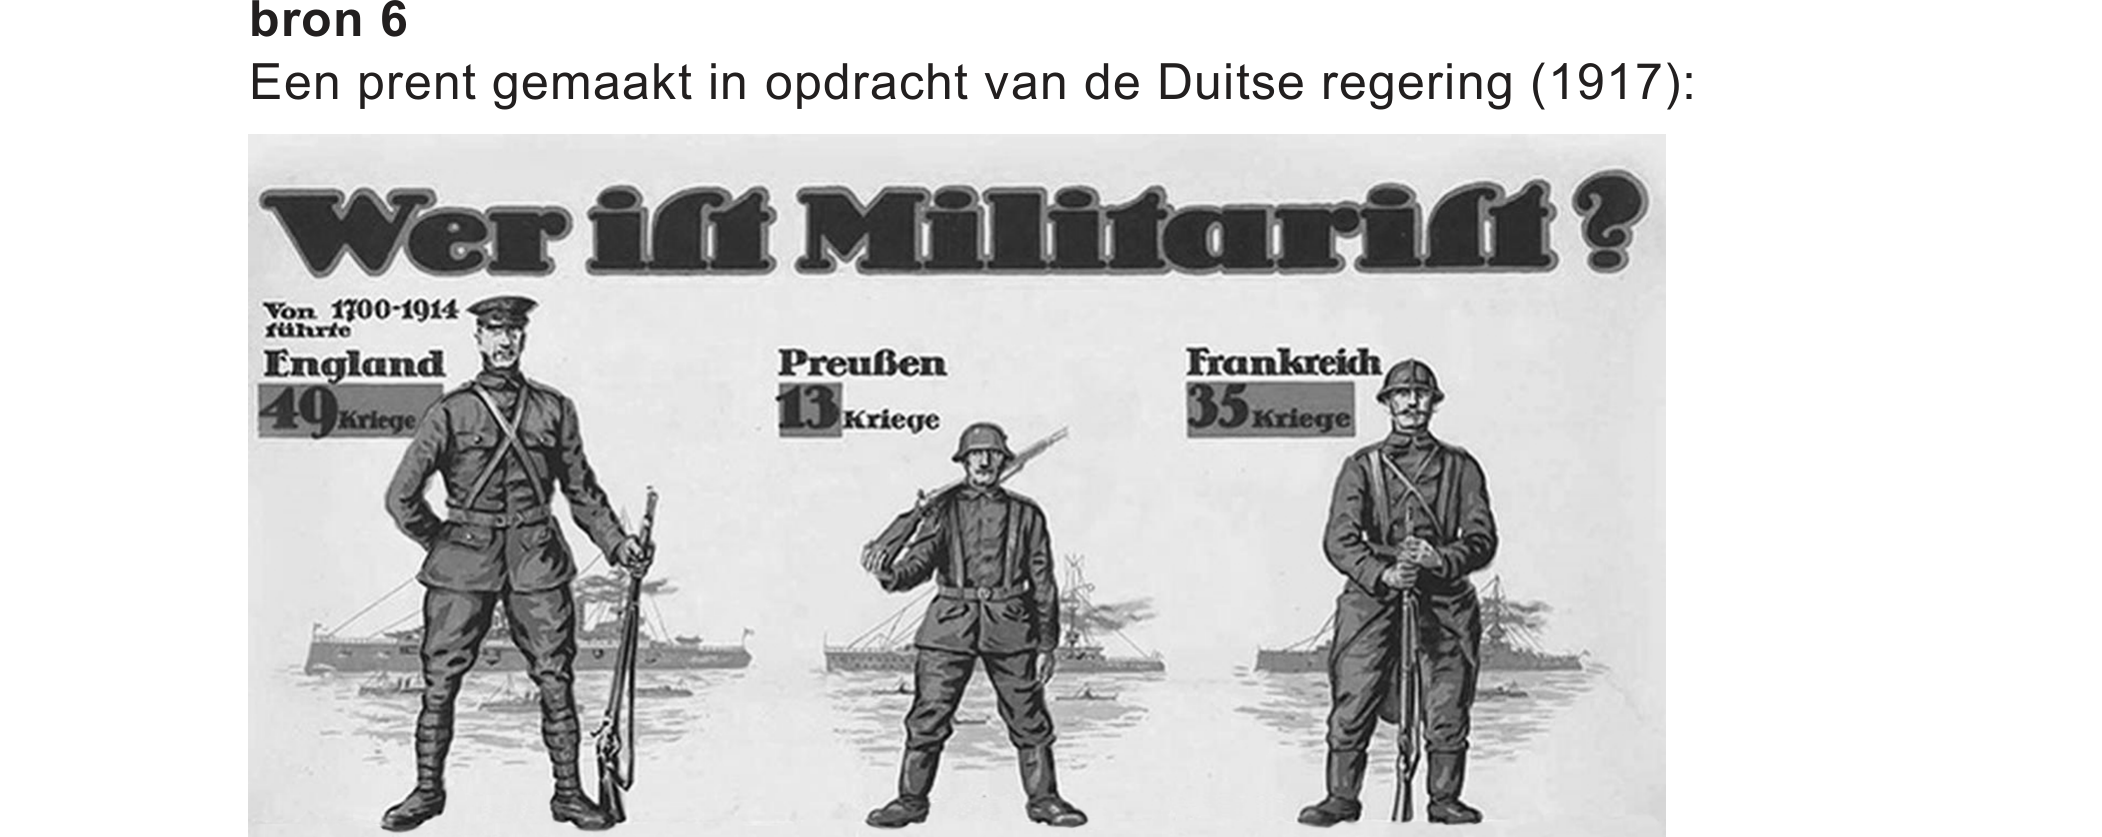 bron 6
Een prent gemaakt in opdracht van de Duitse regering (1917):
Wer iſt Militariſt?
Von 1700-1914
führte
England
49 Kriege
Preußen
13 Kriege
Frankreich
35 Kriege